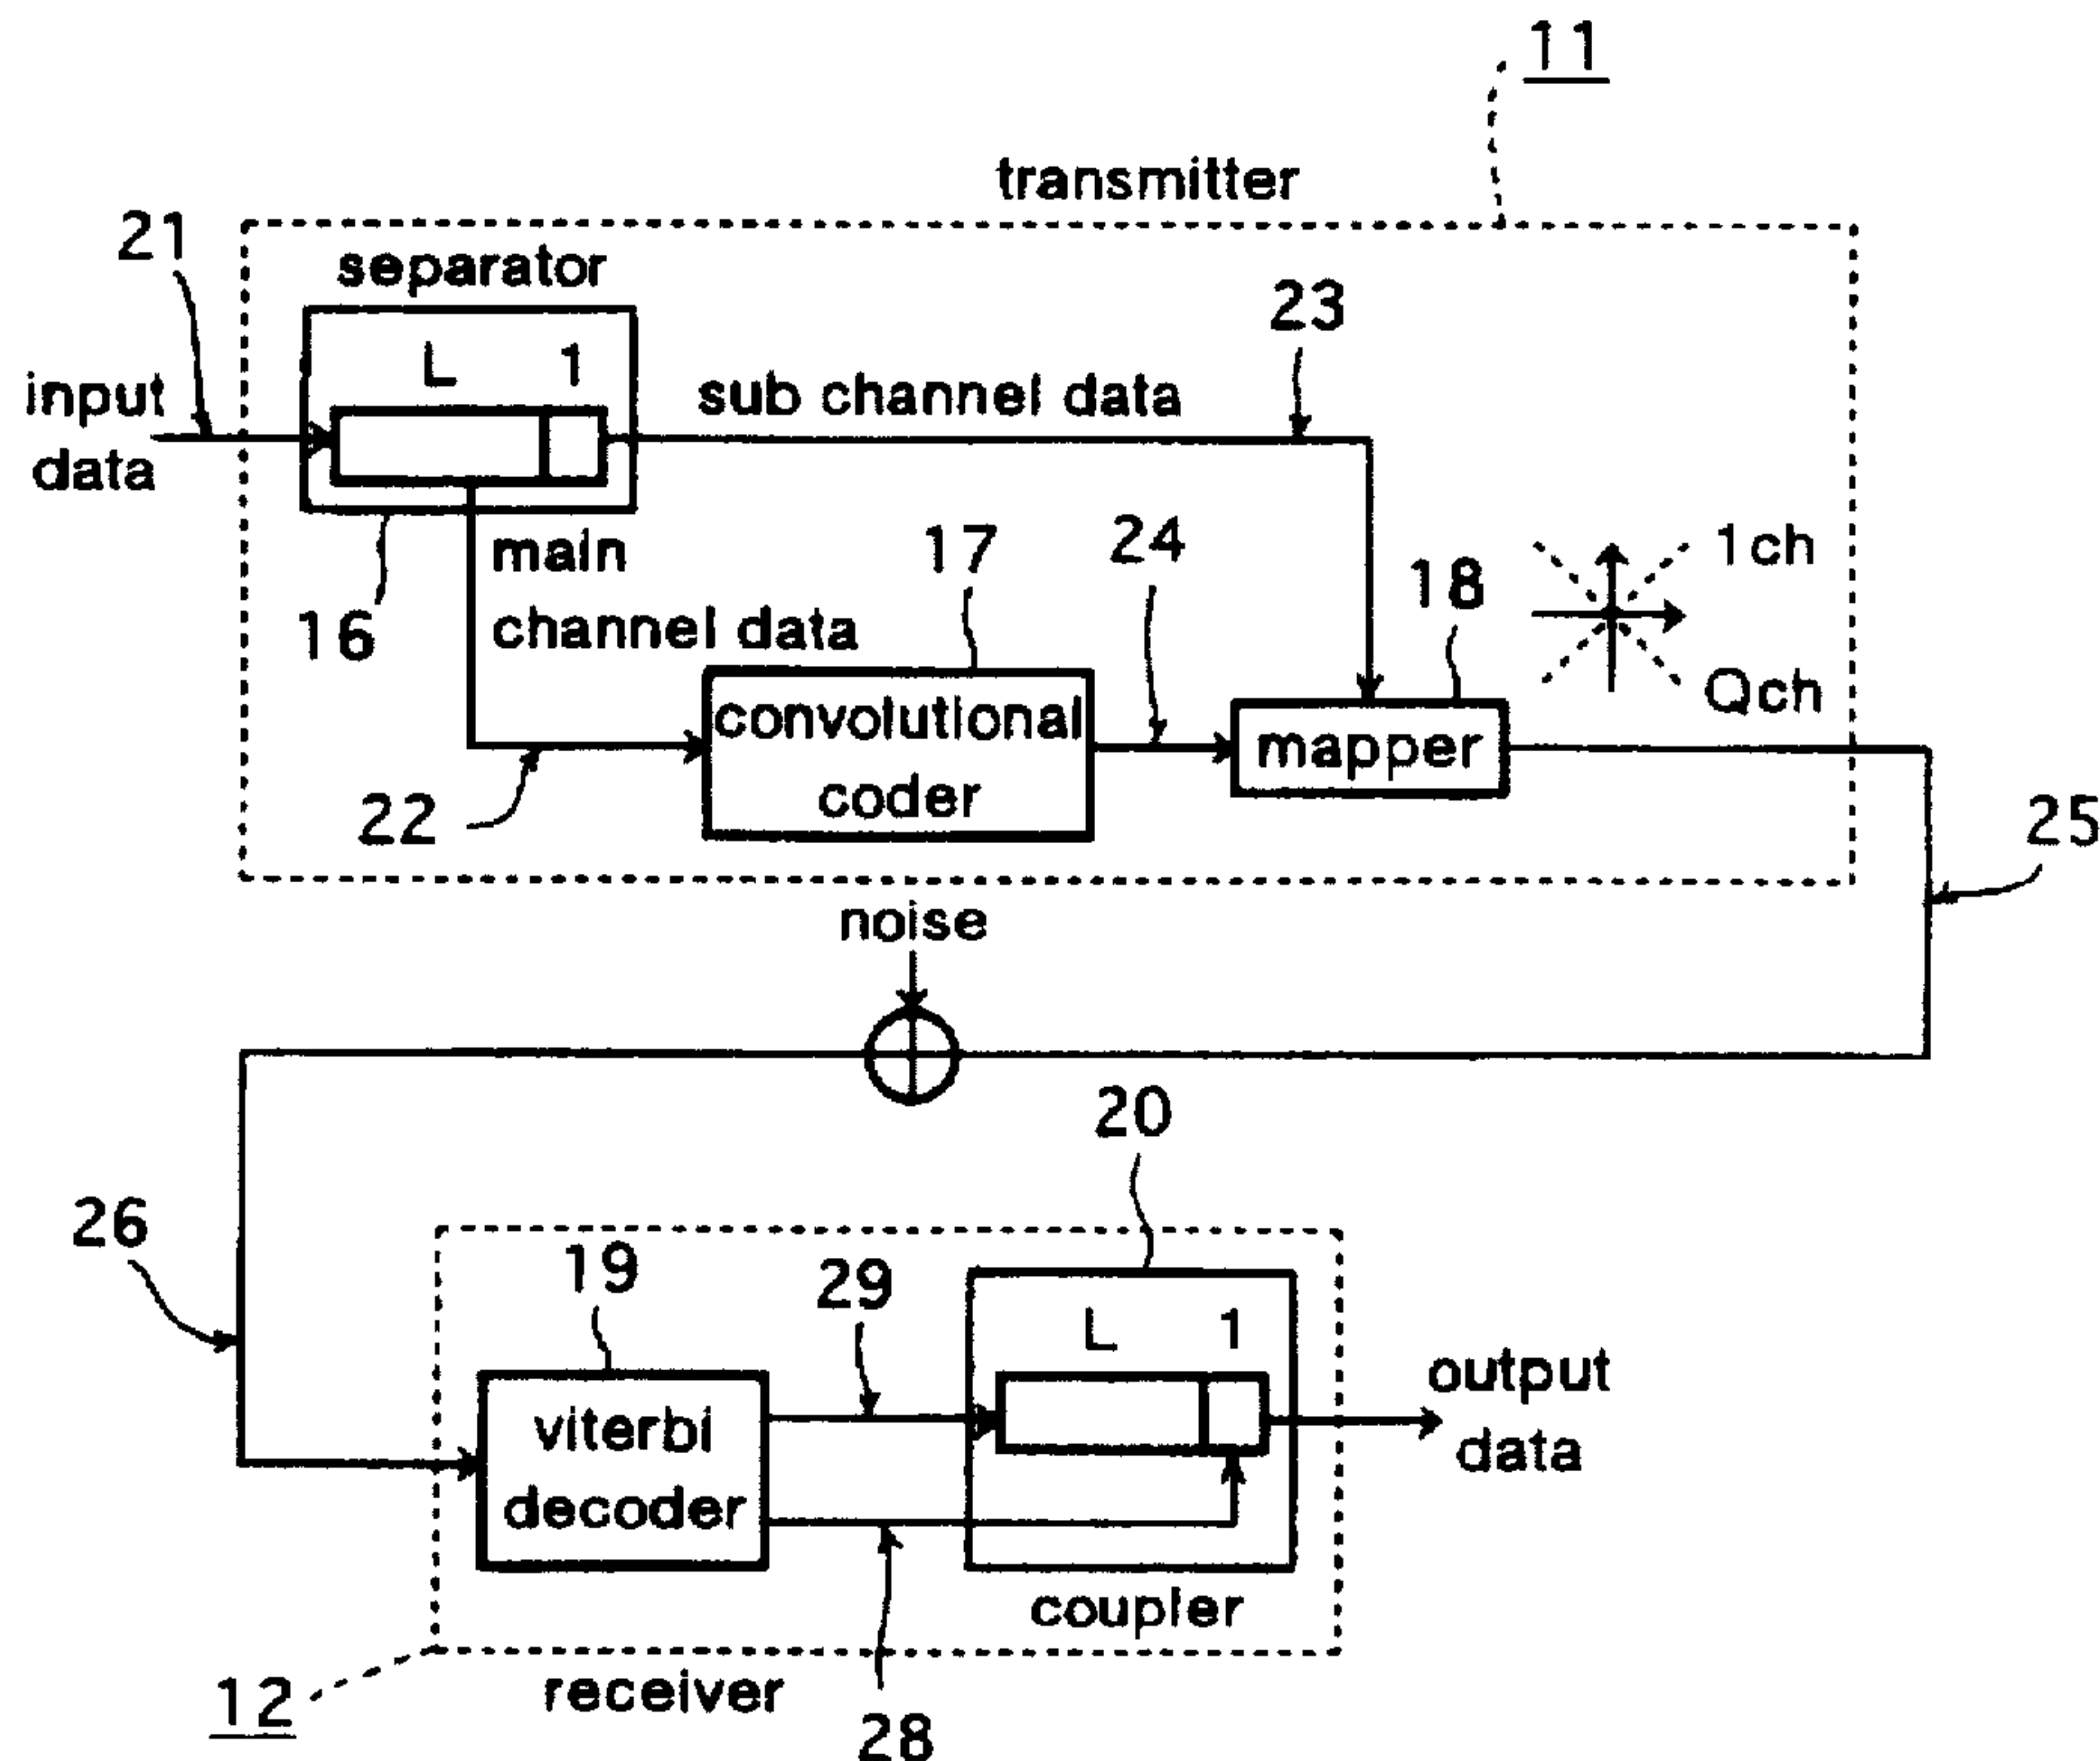 11
transmitter
21
separator
23
L 1
input
data
sub channel data
main
channel data
16
17
24
18
1ch
Qch
convolutional
coder
mapper
22
25
noise
20
26
19
29
L 1
viterbi
decoder
output
data
coupler
12
receiver
28